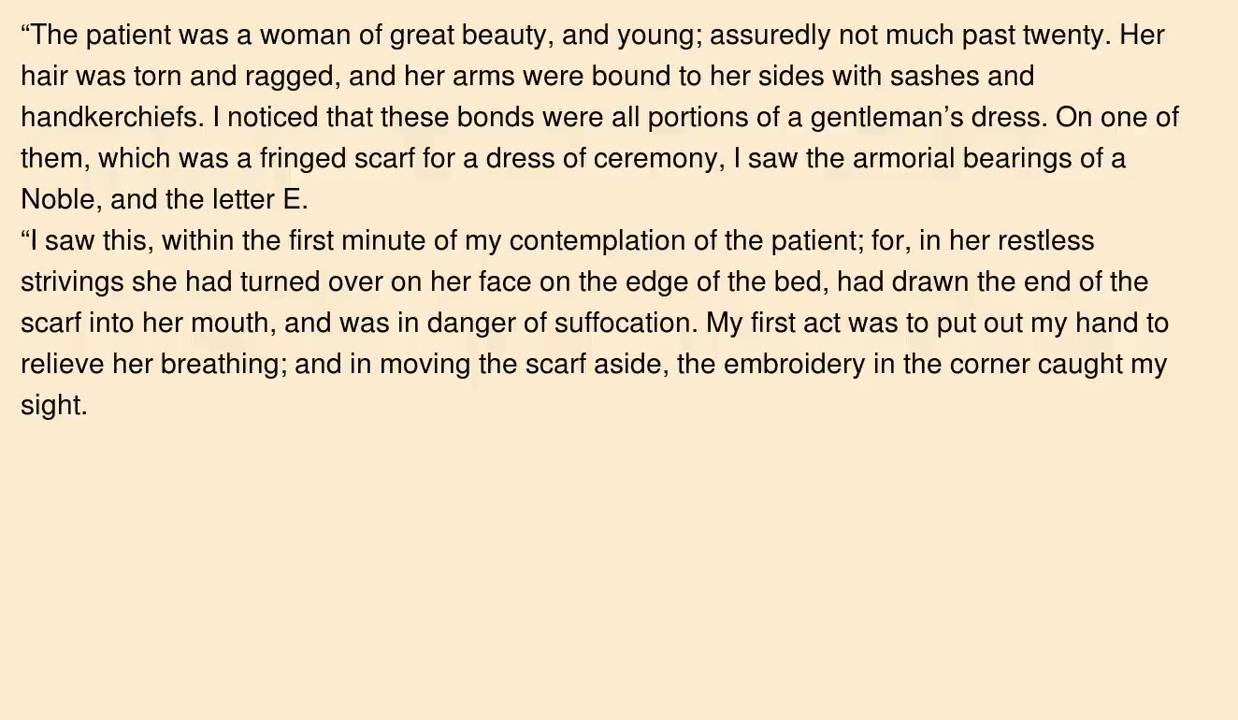 “The patient was a woman of great beauty, and young; assuredly not much past twenty. Her
hair was torn and ragged, and her arms were bound to her sides with sashes and
handkerchiefs. I noticed that these bonds were all portions of a gentleman’s dress. On one of
them, which was a fringed scarf for a dress of ceremony, I saw the armorial bearings of a
Noble, and the letter E.
“I saw this, within the first minute of my contemplation of the patient; for, in her restless
strivings she had turned over on her face on the edge of the bed, had drawn the end of the
scarf into her mouth, and was in danger of suffocation. My first act was to put out my hand to
relieve her breathing; and in moving the scarf aside, the embroidery in the corner caught my
sight.